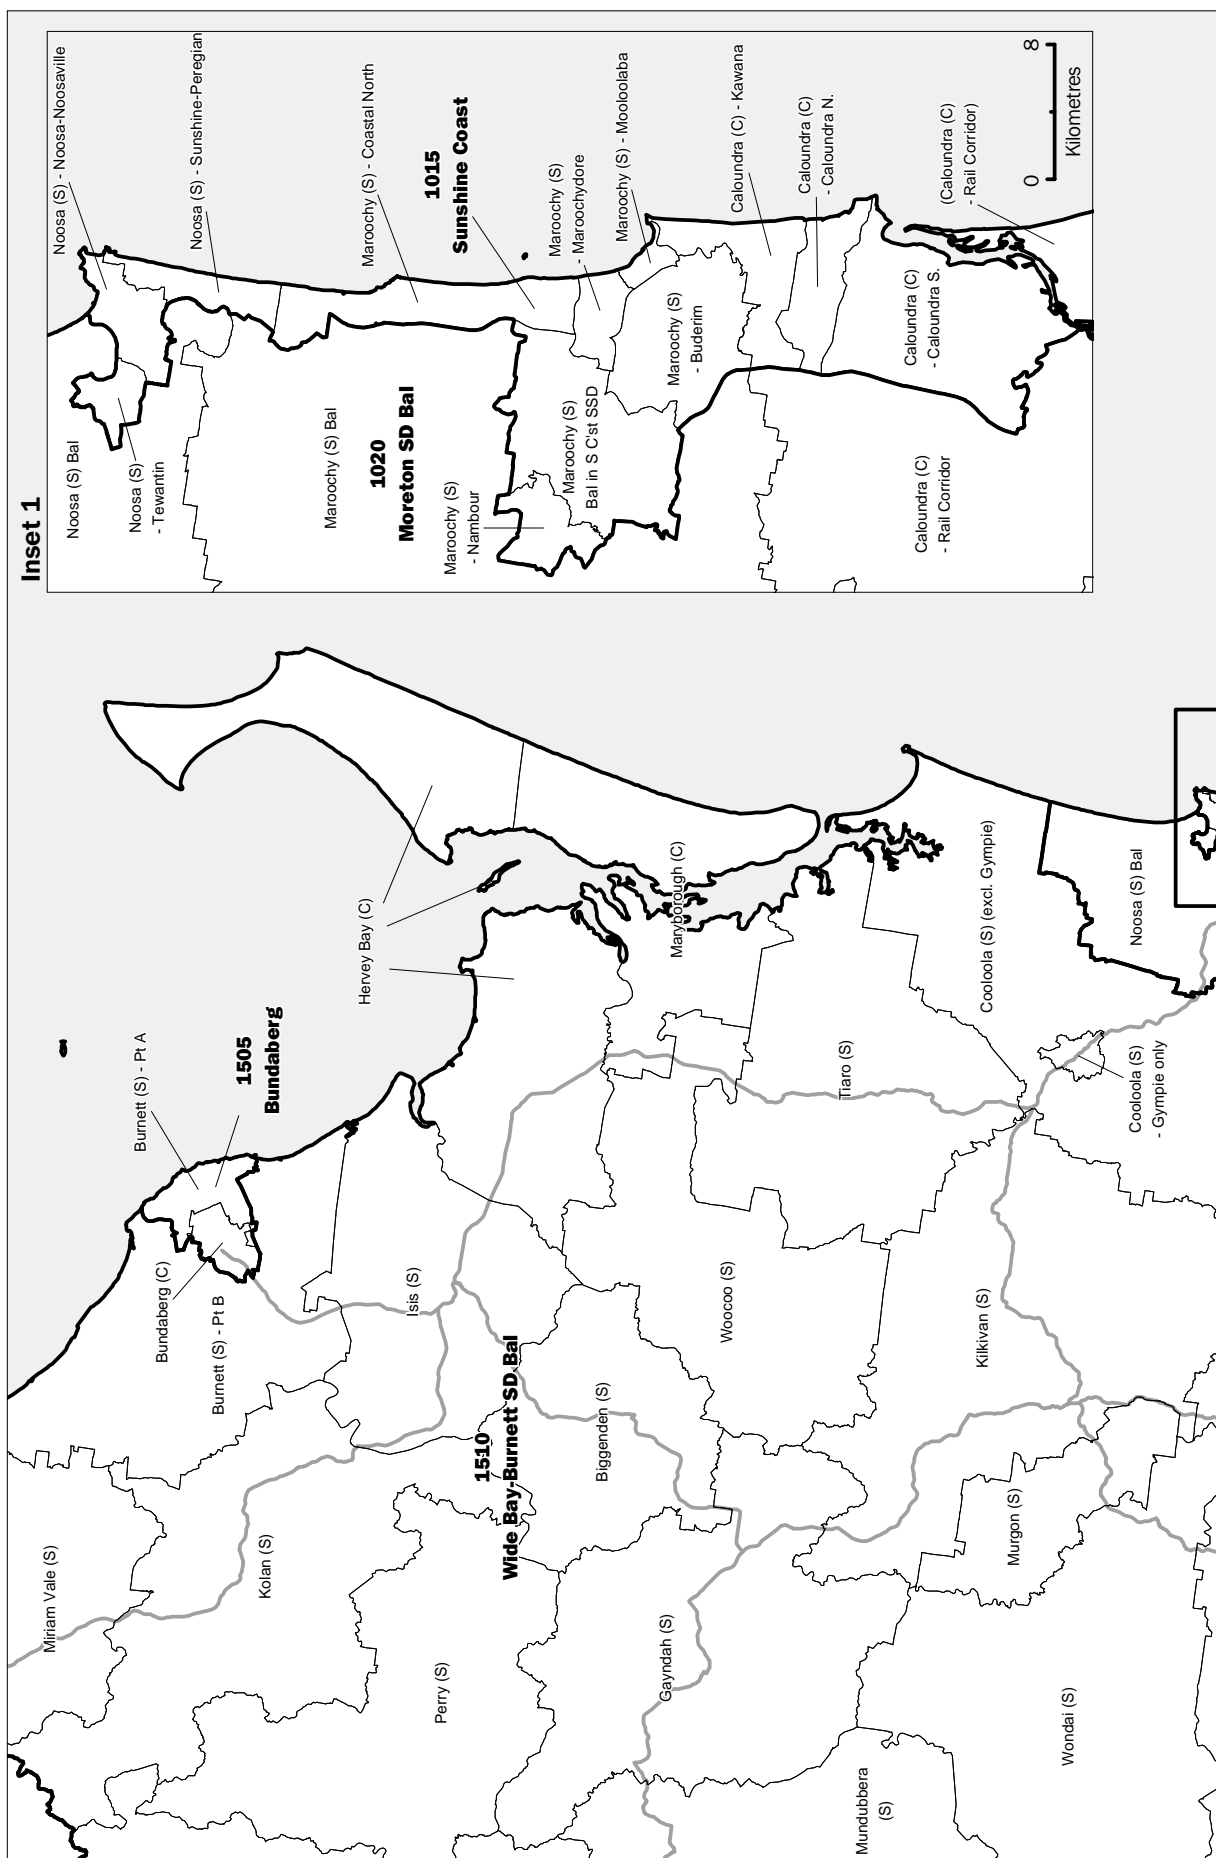 Inset 1
Noosa (S) - Noosa-Noosaville
Noosa (S) - Sunshine-Peregian
Maroochy (S) - Coastal North
1015
Sunshine Coast
Maroochy (S)
- Maroochydore
Maroochy (S) - Mooloolaba
Caloundra (C) - Kawana
Caloundra (C)
- Caloundra N.
(Caloundra (C)
- Rail Corridor)
0 8
Kilometres
Noosa (S) Bal
Noosa (S)
- Tewantin
Maroochy (S) Bal
1020
Moreton SD Bal
Maroochy (S)
- Nambour
Maroochy (S)
Bal in S C'st SSD
Maroochy (S)
- Buderim
Caloundra (C)
- Caloundra S.
Caloundra (C)
- Rail Corridor
Burnett (S) - Pt A
1505
Bundaberg
Hervey Bay (C)
Maryborough (C)
Cooloola (S) (excl. Gympie)
Noosa (S) Bal
Bundaberg (C)
Burnett (S) - Pt B
Isis (S)
Tiaro (S)
Cooloola (S)
- Gympie only
Woocoo (S)
Kilkivan (S)
1510
Wide Bay-Burnett SD Bal
Biggenden (S)
Miriam Vale (S)
Kolan (S)
Perry (S)
Gayndah (S)
Murgon (S)
Mundubbera
(S)
Wondai (S)